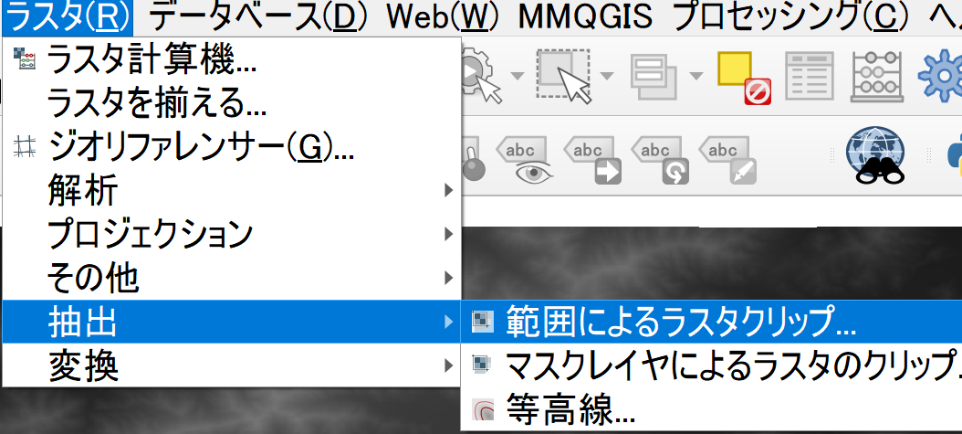 ラスタ(R) データベース(D) Web(W) MMQGIS プロセッシング(C)
ラスタ計算機...
ラスタを揃える...
ジオリファレンサー(G)...
解析
プロジェクション
その他
抽出
変換
abc abc abc abc
範囲によるラスタクリップ...
マスクレイヤによるラスタのクリップ...
等高線...